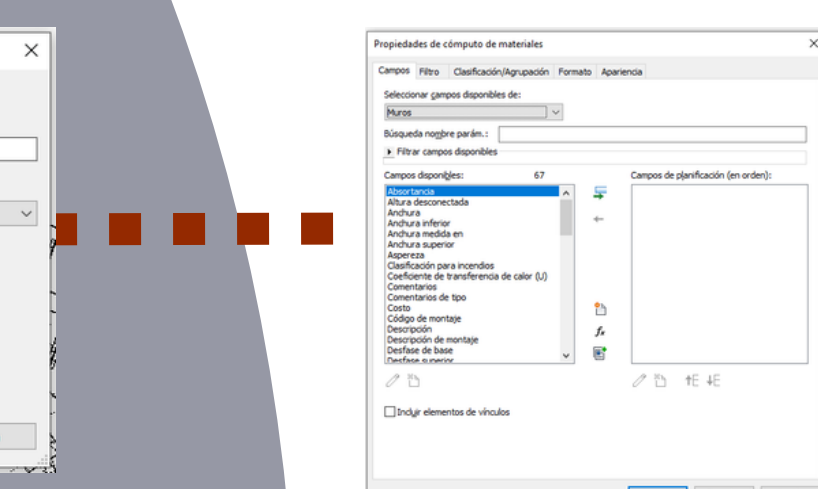 Propiedades de cómputo de materiales
Campos Filtro Clasificación/Agrupación Formato Apariencia
Seleccionar campos disponibles de:
Muros
Búsqueda nombre parám.:
Filtrar campos disponibles
Campos disponibles: 67 Campos de planificación (en orden):
Absortancia
Altura desconectada
Anchura
Anchura inferior
Anchura medida en
Anchura superior
Aspereza
Clasificación para incendios
Coeficiente de transferencia de calor (U)
Comentarios
Comentarios de tipo
Costo
Código de montaje
Descripción
Descripción de montaje
Desfase de base
Desfase superior
Incluir elementos de vínculos